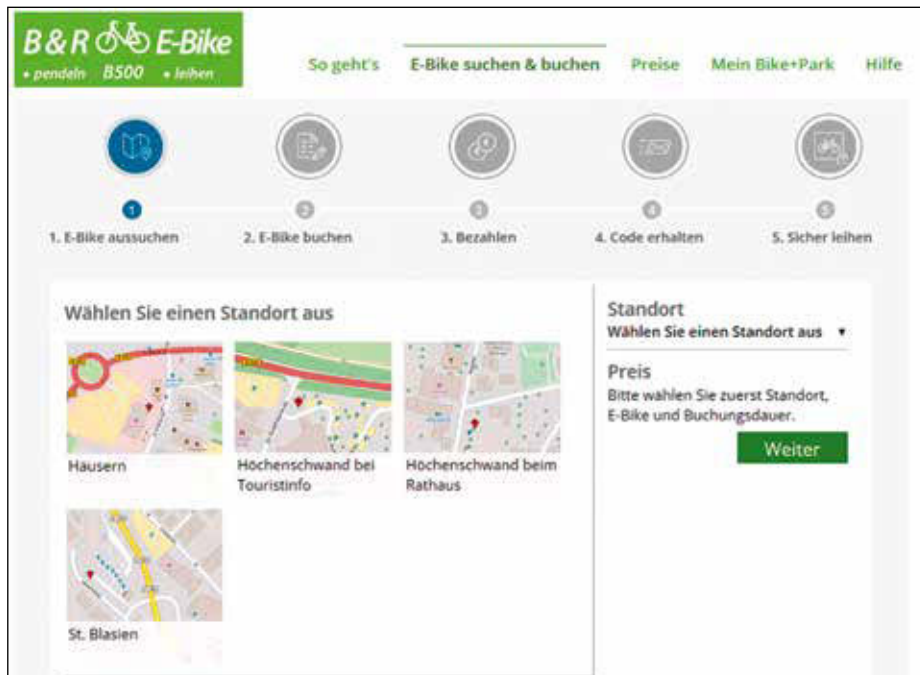 B & R E-Bike
• pendeln B500 • leihen
So geht's E-Bike suchen & buchen Preise Mein Bike+Park Hilfe
1 2 3 4 5
1. E-Bike aussuchen 2. E-Bike buchen 3. Bezahlen 4. Code erhalten 5. Sicher leihen
Wählen Sie einen Standort aus
Häusern
Höchenschwand bei
Touristinfo
Höchenschwand beim
Rathaus
St. Blasien
Standort
Wählen Sie einen Standort aus ▼
Preis
Bitte wählen Sie zuerst Standort,
E-Bike und Buchungsdauer.
Weiter